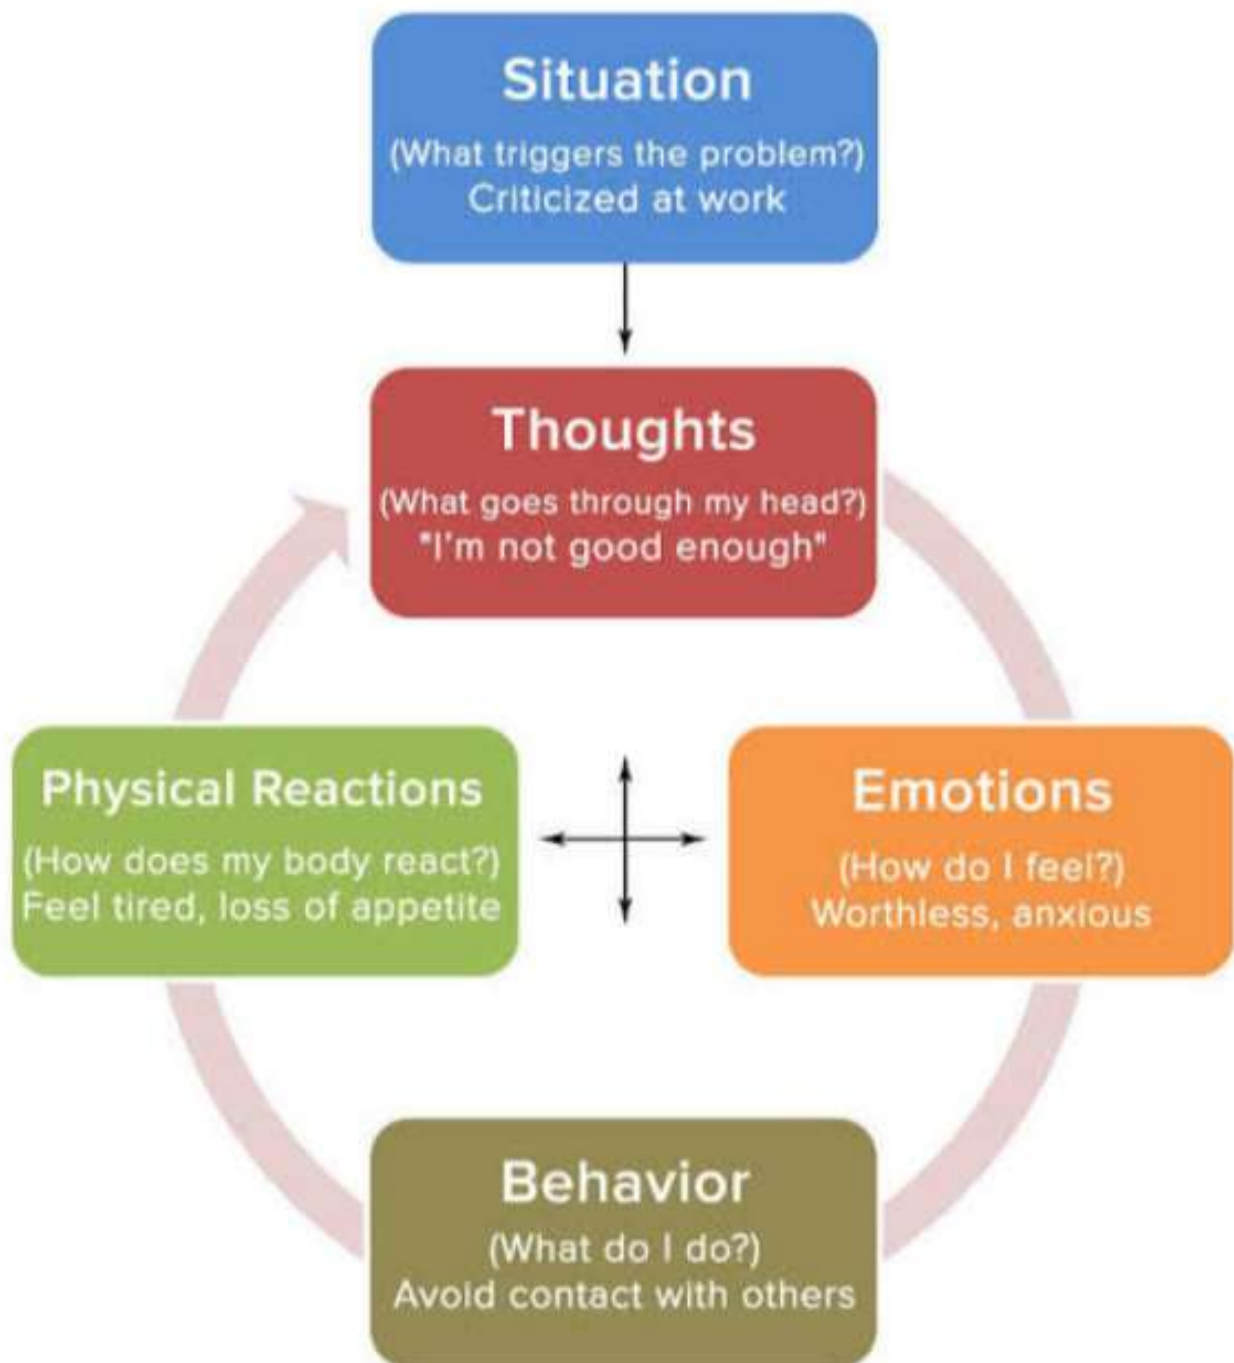 Situation
(What triggers the problem?)
Criticized at work
Thoughts
(What goes through my head?)
"I'm not good enough"
Physical Reactions
(How does my body react?)
Feel tired, loss of appetite
Emotions
(How do I feel?)
Worthless, anxious
Behavior
(What do I do?)
Avoid contact with others